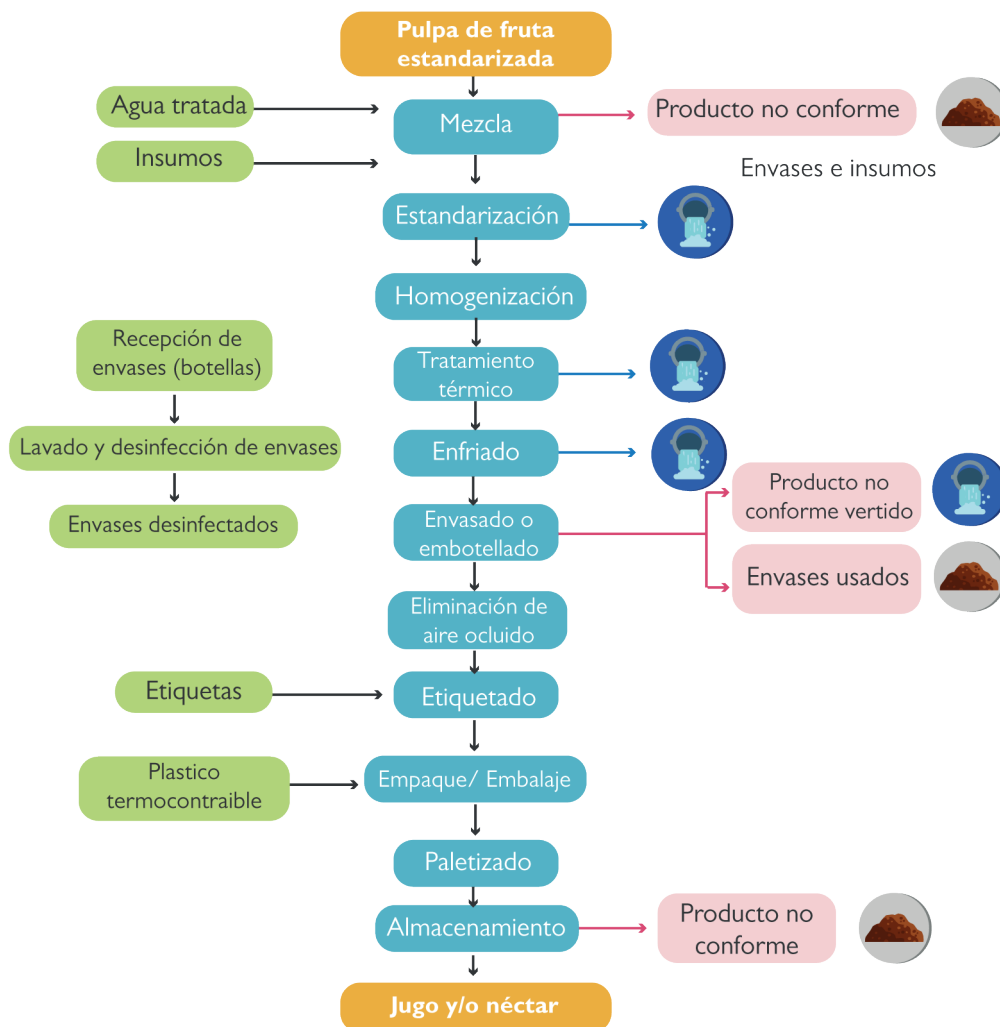 Pulpa de fruta
estandarizada
Agua tratada
Mezcla
Producto no conforme
Insumos
Envases e insumos
Estandarización
Homogenización
Recepción de
envases (botellas)
Tratamiento
térmico
Lavado y desinfección de envases
Enfriado
Producto no
conforme vertido
Envases desinfectados
Envasado o
embotellado
Envases usados
Eliminación de
aire ocluido
Etiquetas
Etiquetado
Plastico
termocontraible
Empaque/ Embalaje
Paletizado
Almacenamiento
Producto no
conforme
Jugo y/o néctar